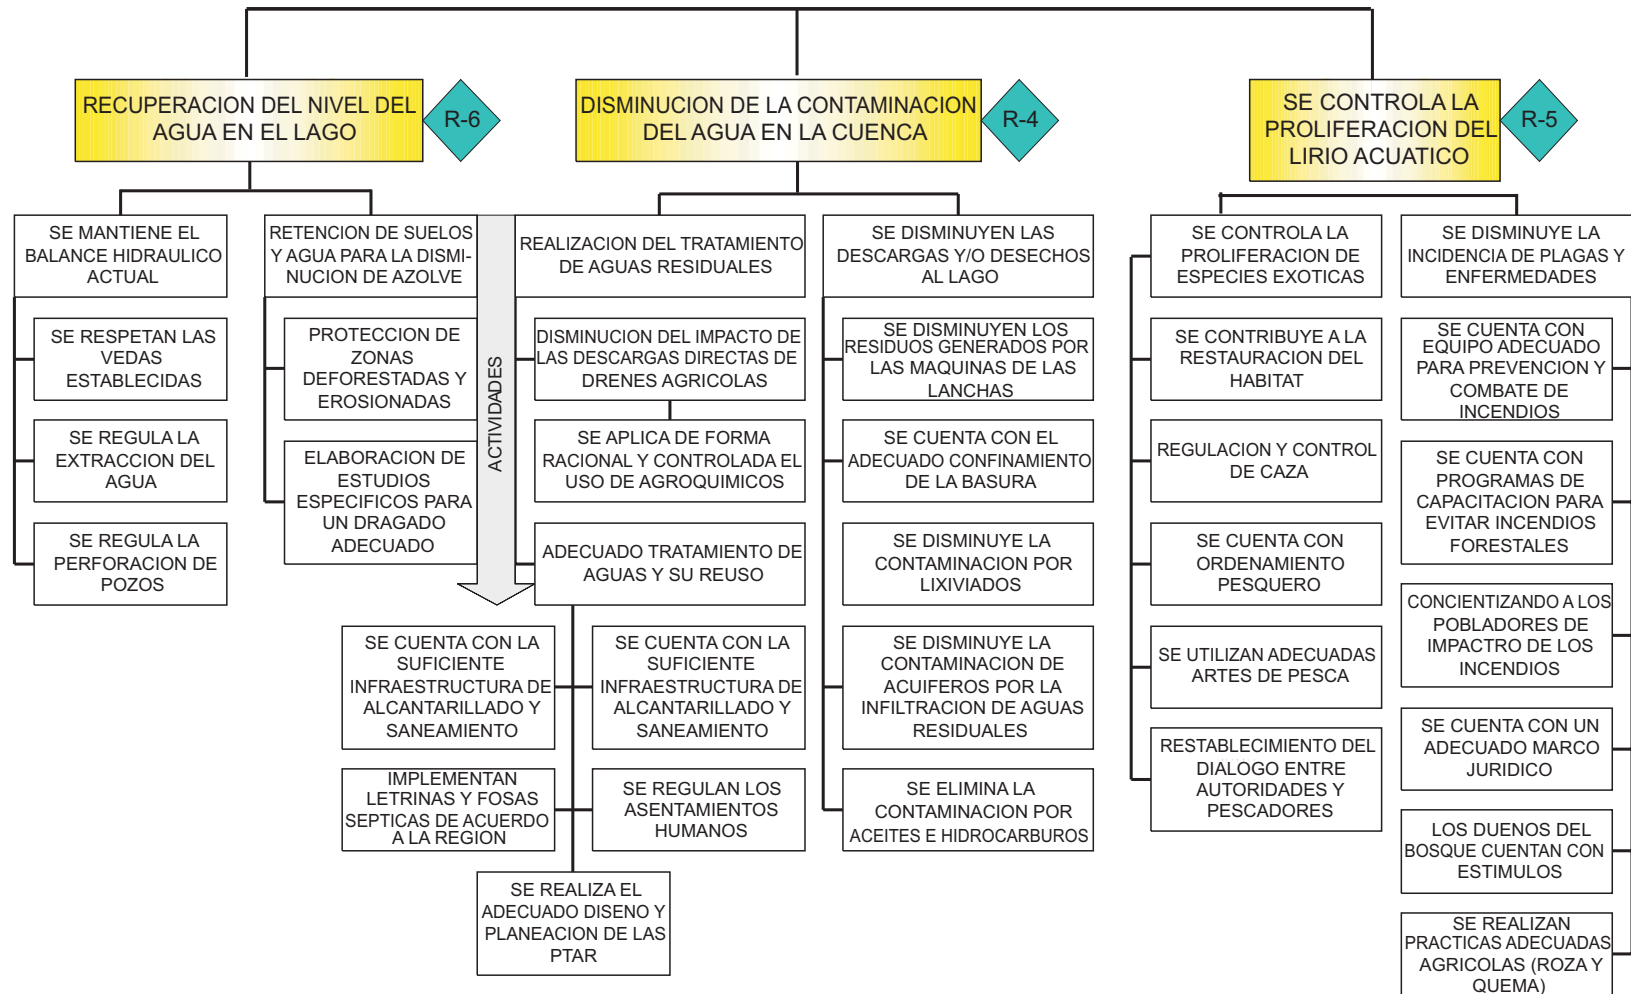 RECUPERACION DEL NIVEL DEL
AGUA EN EL LAGO
R-6
DISMINUCION DE LA CONTAMINACION
DEL AGUA EN LA CUENCA
R-4
SE CONTROLA LA
PROLIFERACION DEL
LIRIO ACUATICO
R-5
SE MANTIENE EL
BALANCE HIDRAULICO
ACTUAL
SE RESPETAN LAS
VEDAS
ESTABLECIDAS
SE REGULA LA
EXTRACCION DEL
AGUA
SE REGULA LA
PERFORACION DE
POZOS
RETENCION DE SUELOS
Y AGUA PARA LA DISMI-
NUCION DE AZOLVE
PROTECCION DE
ZONAS
DEFORESTADAS Y
EROSIONADAS
ELABORACION DE
ESTUDIOS
ESPECIFICOS PARA
UN DRAGADO
ADECUADO
ACTIVIDADES
REALIZACION DEL TRATAMIENTO
DE AGUAS RESIDUALES
DISMINUCION DEL IMPACTO DE
LAS DESCARGAS DIRECTAS DE
DRENES AGRICOLAS
SE APLICA DE FORMA
RACIONAL Y CONTROLADA EL
USO DE AGROQUIMICOS
ADECUADO TRATAMIENTO DE
AGUAS Y SU REUSO
SE CUENTA CON LA
SUFICIENTE
INFRAESTRUCTURA DE
ALCANTARILLADO Y
SANEAMIENTO
SE CUENTA CON LA
SUFICIENTE
INFRAESTRUCTURA DE
ALCANTARILLADO Y
SANEAMIENTO
IMPLEMENTAN
LETRINAS Y FOSAS
SEPTICAS DE ACUERDO
A LA REGION
SE REGULAN LOS
ASENTAMIENTOS
HUMANOS
SE REALIZA EL
ADECUADO DISENO Y
PLANEACION DE LAS
PTAR
SE DISMINUYEN LAS
DESCARGAS Y/O DESECHOS
AL LAGO
SE DISMINUYEN LOS
RESIDUOS GENERADOS POR
LAS MAQUINAS DE LAS
LANCHAS
SE CUENTA CON EL
ADECUADO CONFINAMIENTO
DE LA BASURA
SE DISMINUYE LA
CONTAMINACION POR
LIXIVIADOS
SE DISMINUYE LA
CONTAMINACION DE
ACUIFEROS POR LA
INFILTRACION DE AGUAS
RESIDUALES
SE ELIMINA LA
CONTAMINACION POR
ACEITES E HIDROCARBUROS
SE CONTROLA LA
PROLIFERACION DE
ESPECIES EXOTICAS
SE CONTRIBUYE A LA
RESTAURACION DEL
HABITAT
REGULACION Y CONTROL
DE CAZA
SE CUENTA CON
ORDENAMIENTO
PESQUERO
SE UTILIZAN ADECUADAS
ARTES DE PESCA
RESTABLECIMIENTO DEL
DIALOGO ENTRE
AUTORIDADES Y
PESCADORES
SE DISMINUYE LA
INCIDENCIA DE PLAGAS Y
ENFERMEDADES
SE CUENTA CON
EQUIPO ADECUADO
PARA PREVENCION Y
COMBATE DE
INCENDIOS
SE CUENTA CON
PROGRAMAS DE
CAPACITACION PARA
EVITAR INCENDIOS
FORESTALES
CONCIENTIZANDO A LOS
POBLADORES DE
IMPACTRO DE LOS
INCENDIOS
SE CUENTA CON UN
ADECUADO MARCO
JURIDICO
LOS DUENOS DEL
BOSQUE CUENTAN CON
ESTIMULOS
SE REALIZAN
PRACTICAS ADECUADAS
AGRICOLAS (ROZA Y
QUEMA)